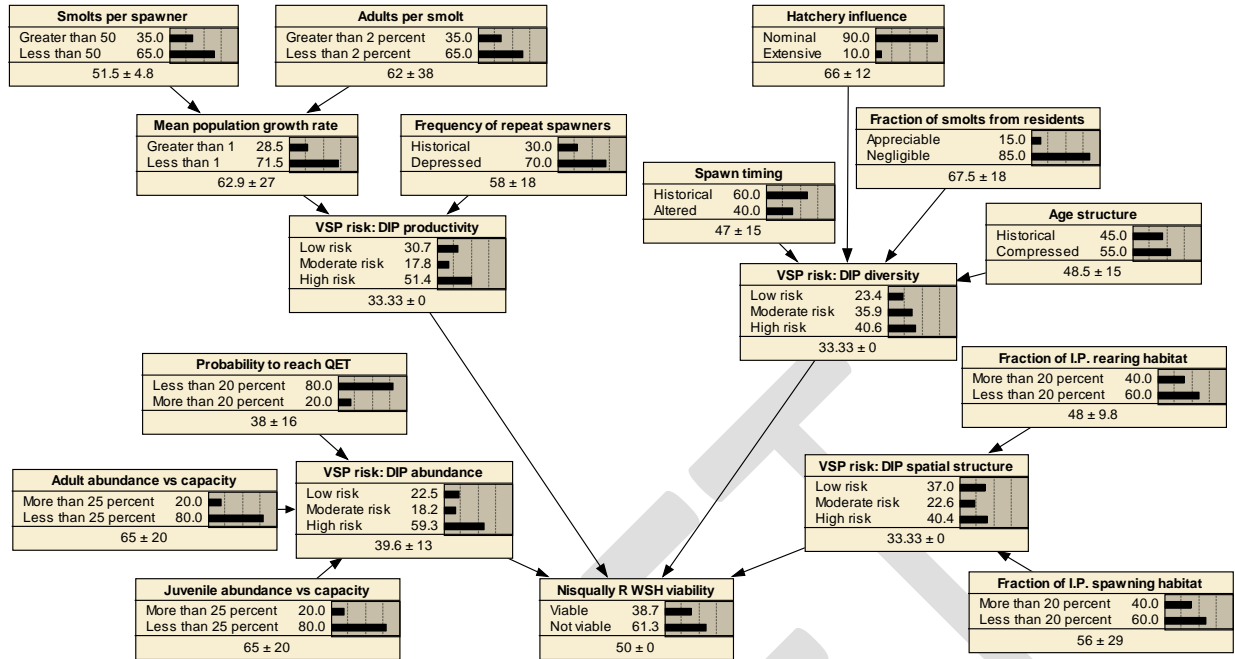 Smolts per spawner
Greater than 50 35.0
Less than 50 65.0
51.5 ± 4.8
Adults per smolt
Greater than 2 percent 35.0
Less than 2 percent 65.0
62 ± 38
Hatchery influence
Nominal 90.0
Extensive 10.0
66 ± 12
Mean population growth rate
Greater than 1 28.5
Less than 1 71.5
62.9 ± 27
Frequency of repeat spawners
Historical 30.0
Depressed 70.0
58 ± 18
Fraction of smolts from residents
Appreciable 15.0
Negligible 85.0
67.5 ± 18
Spawn timing
Historical 60.0
Altered 40.0
47 ± 15
Age structure
Historical 45.0
Compressed 55.0
48.5 ± 15
VSP risk: DIP productivity
Low risk 30.7
Moderate risk 17.8
High risk 51.4
33.33 ± 0
VSP risk: DIP diversity
Low risk 23.4
Moderate risk 35.9
High risk 40.6
33.33 ± 0
Probability to reach QET
Less than 20 percent 80.0
More than 20 percent 20.0
38 ± 16
Fraction of I.P. rearing habitat
More than 20 percent 40.0
Less than 20 percent 60.0
48 ± 9.8
Adult abundance vs capacity
More than 25 percent 20.0
Less than 25 percent 80.0
65 ± 20
VSP risk: DIP abundance
Low risk 22.5
Moderate risk 18.2
High risk 59.3
39.6 ± 13
VSP risk: DIP spatial structure
Low risk 37.0
Moderate risk 22.6
High risk 40.4
33.33 ± 0
Juvenile abundance vs capacity
More than 25 percent 20.0
Less than 25 percent 80.0
65 ± 20
Nisqually R WSH viability
Viable 38.7
Not viable 61.3
50 ± 0
Fraction of I.P. spawning habitat
More than 20 percent 40.0
Less than 20 percent 60.0
56 ± 29